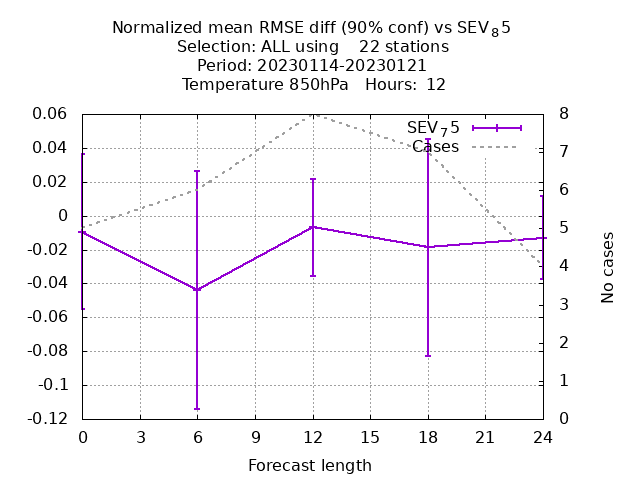 Normalized mean RMSE diff (90% conf) vs SEV₈5
Selection: ALL using    22 stations
Period: 20230114-20230121
Temperature 850hPa   Hours: 12
SEV₇5
Cases
0.06
0.04
0.02
0
-0.02
-0.04
-0.06
-0.08
-0.1
-0.12
8
7
6
5
4
3
2
1
0
No cases
0 3 6 9 12 15 18 21 24
Forecast length